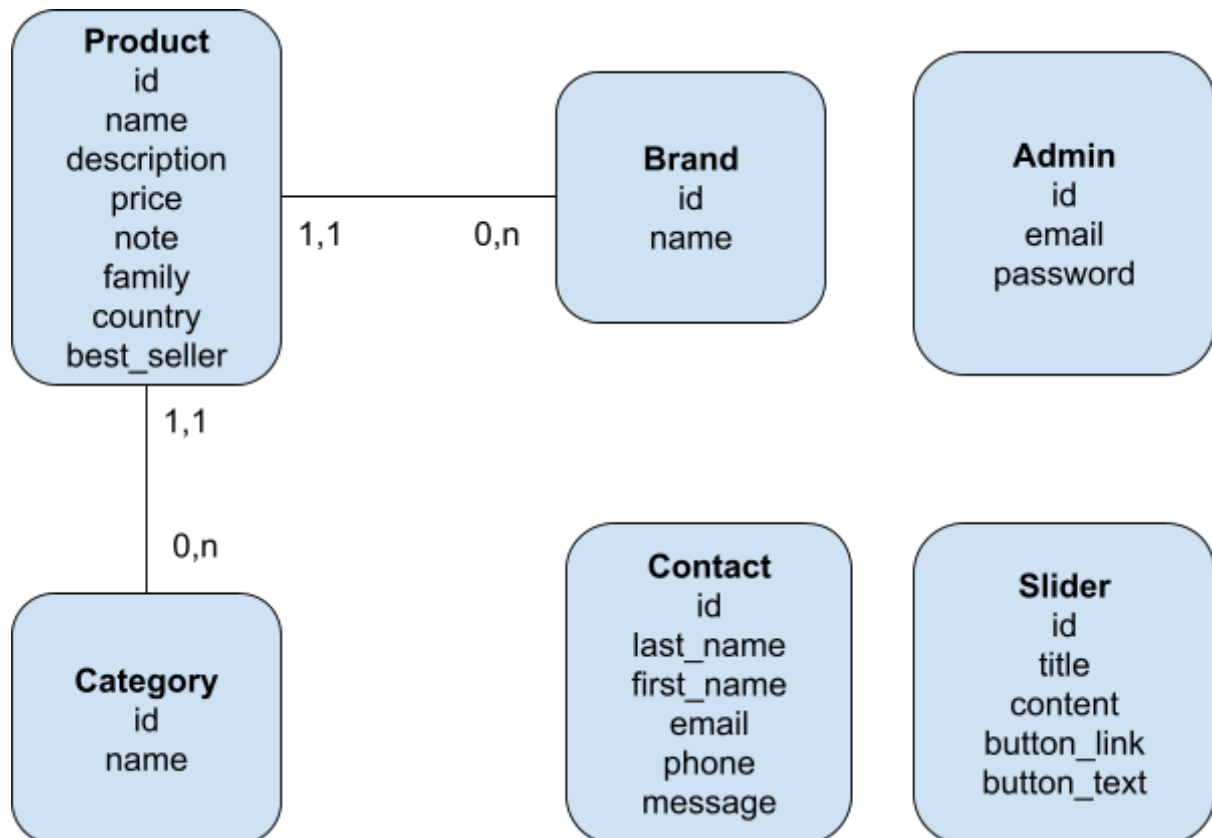 Product
id
name
description
price
note
family
country
best_seller
1,1
0,n
Brand
id
name
Admin
id
email
password
1,1
0,n
Category
id
name
Contact
id
last_name
first_name
email
phone
message
Slider
id
title
content
button_link
button_text